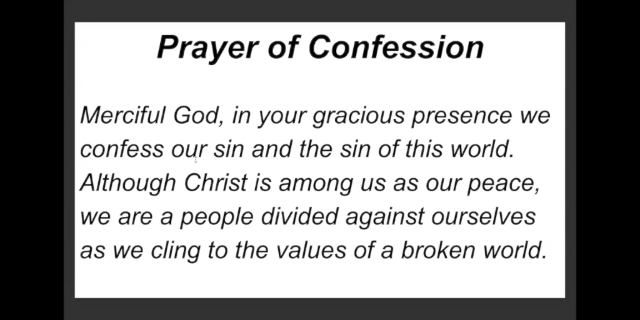 Prayer of Confession
Merciful God, in your gracious presence we
confess our sin and the sin of this world.
Although Christ is among us as our peace,
we are a people divided against ourselves
as we cling to the values of a broken world.